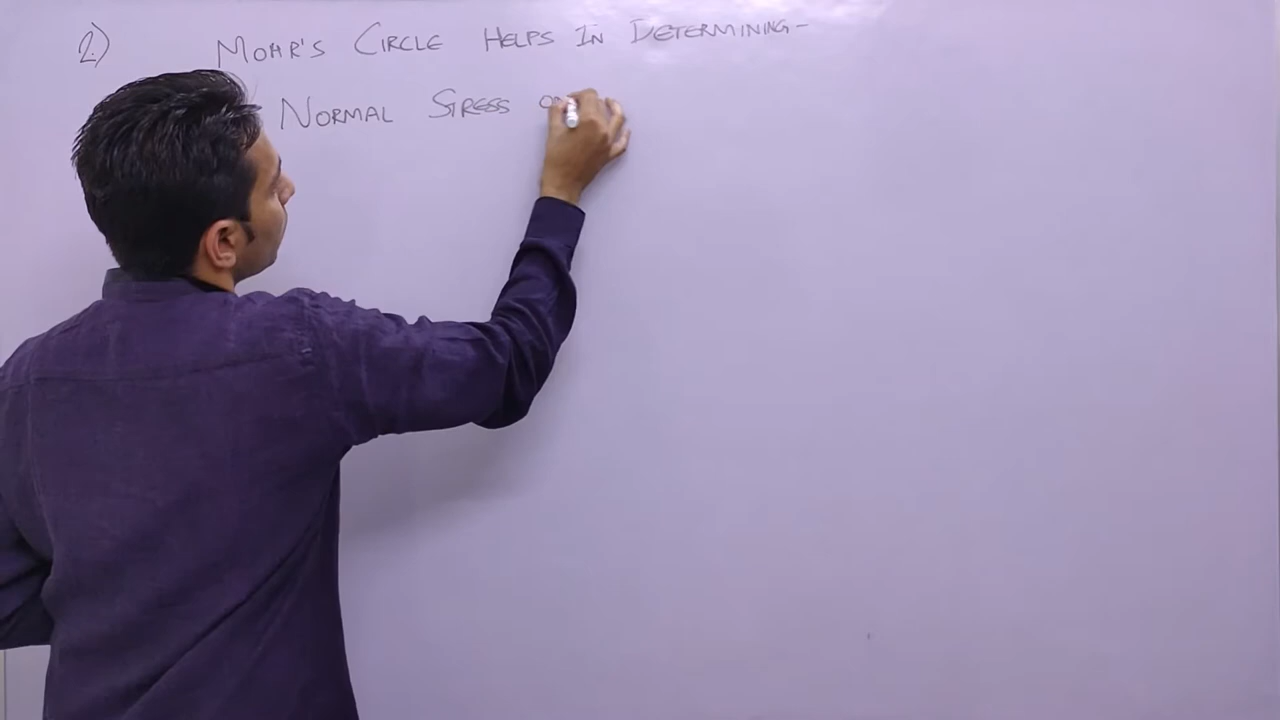 2.) MOHR'S CIRCLE HELPS IN DETERMINING-
NORMAL STRESS